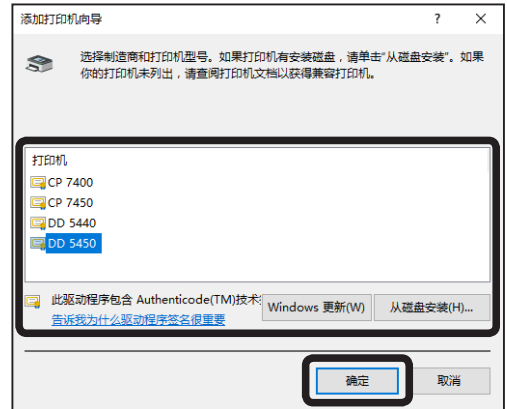 添加打印机向导
选择制造商和打印机型号。如果打印机有安装磁盘，请单击“从磁盘安装”。如果
你的打印机未列出，请查阅打印机文档以获得兼容打印机。
打印机
CP 7400
CP 7450
DD 5440
DD 5450
此驱动程序包含 Authenticode(TM)技术
告诉我为什么驱动程序签名很重要
Windows 更新(W)
从磁盘安装(H)...
确定
取消